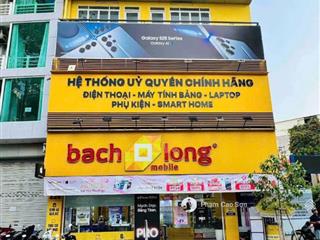 Galaxy S25 Series
Galaxy AI
HỆ THỐNG UỶ QUYỀN CHÍNH HÃNG
ĐIỆN THOẠI - MÁY TÍNH BẢNG - LAPTOP
PHỤ KIỆN - SMART HOME
bach long®
mobile
Phạm Cao Sơn